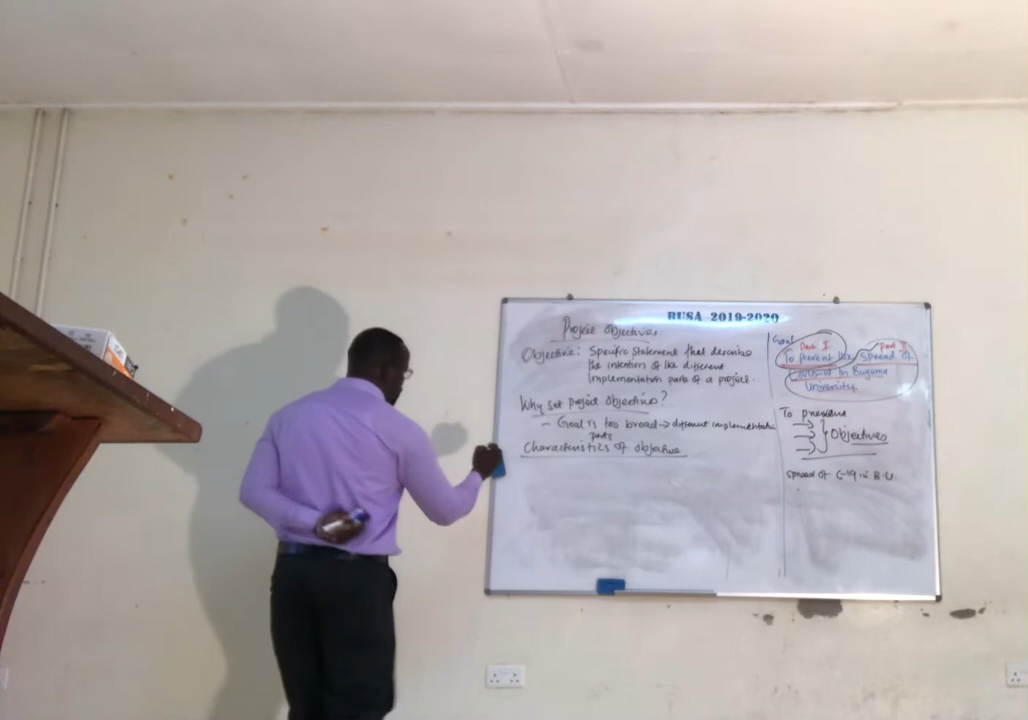 BUSA 2019-2020
Project Objectives
Objective: Specific statement that describes
the intention of the different
implementation parts of a project.
Why set project objectives?
- Goal is too broad → different implementation
parts
Characteristics of objective
Goal
Part I
Part II
To prevent the spread of
Covid-19 in Bugema
University.
To
Objectives
spread of C-19 in B.U.